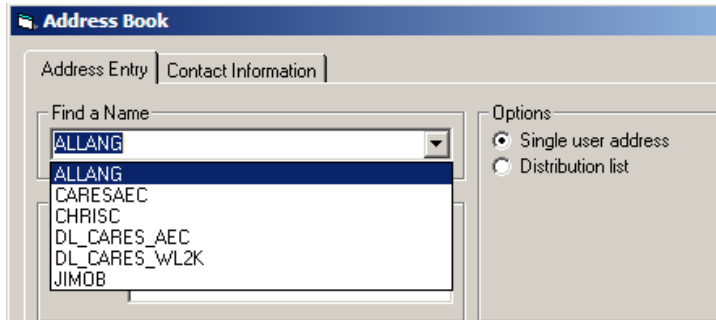 Address Book
Address Entry Contact Information
Find a Name
ALLANG
ALLANG
CARESAEC
CHRISC
DL_CARES_AEC
DL_CARES_WL2K
JIMOB
Options
Single user address
Distribution list